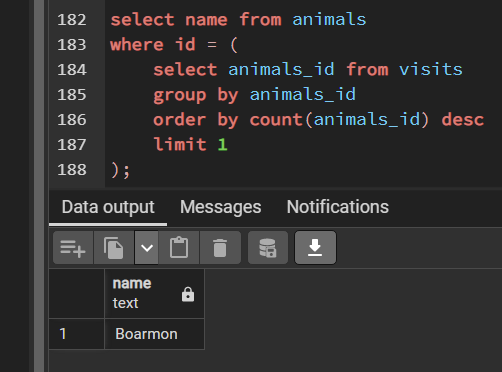 182 select name from animals
183 where id = (
184     select animals_id from visits
185     group by animals_id
186     order by count(animals_id) desc
187     limit 1
188 );
Data output Messages Notifications
name
text
1 Boarmon